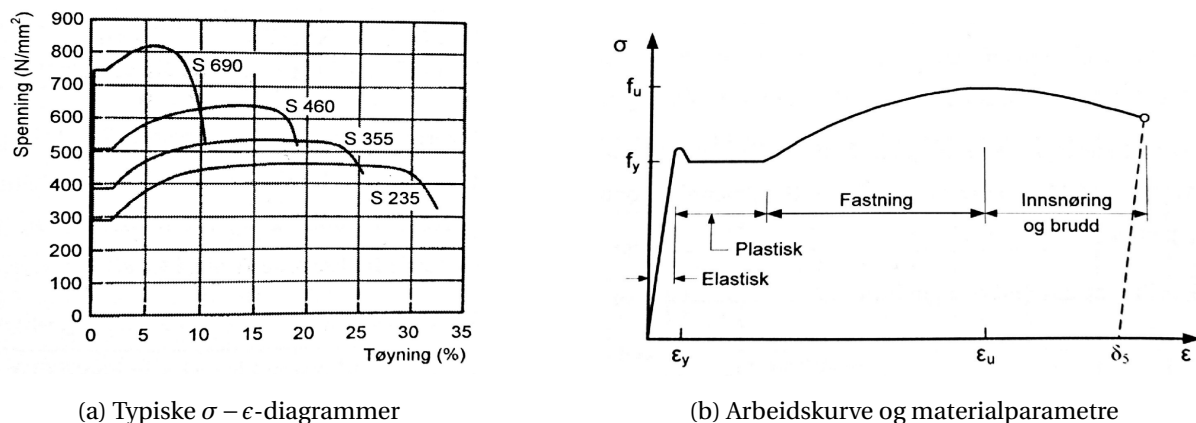 Spenning (N/mm²)
900
800
700
600
500
400
300
200
100
0
S 690
S 460
S 355
S 235
0 5 10 15 20 25 30 35
Tøyning (%)
(a) Typiske σ – ϵ-diagrammer
σ
f_u
f_y
Fastning
Innsnøring
og brudd
Plastisk
Elastisk
ε_y ε_u δ_5 ε
(b) Arbeidskurve og materialparametre